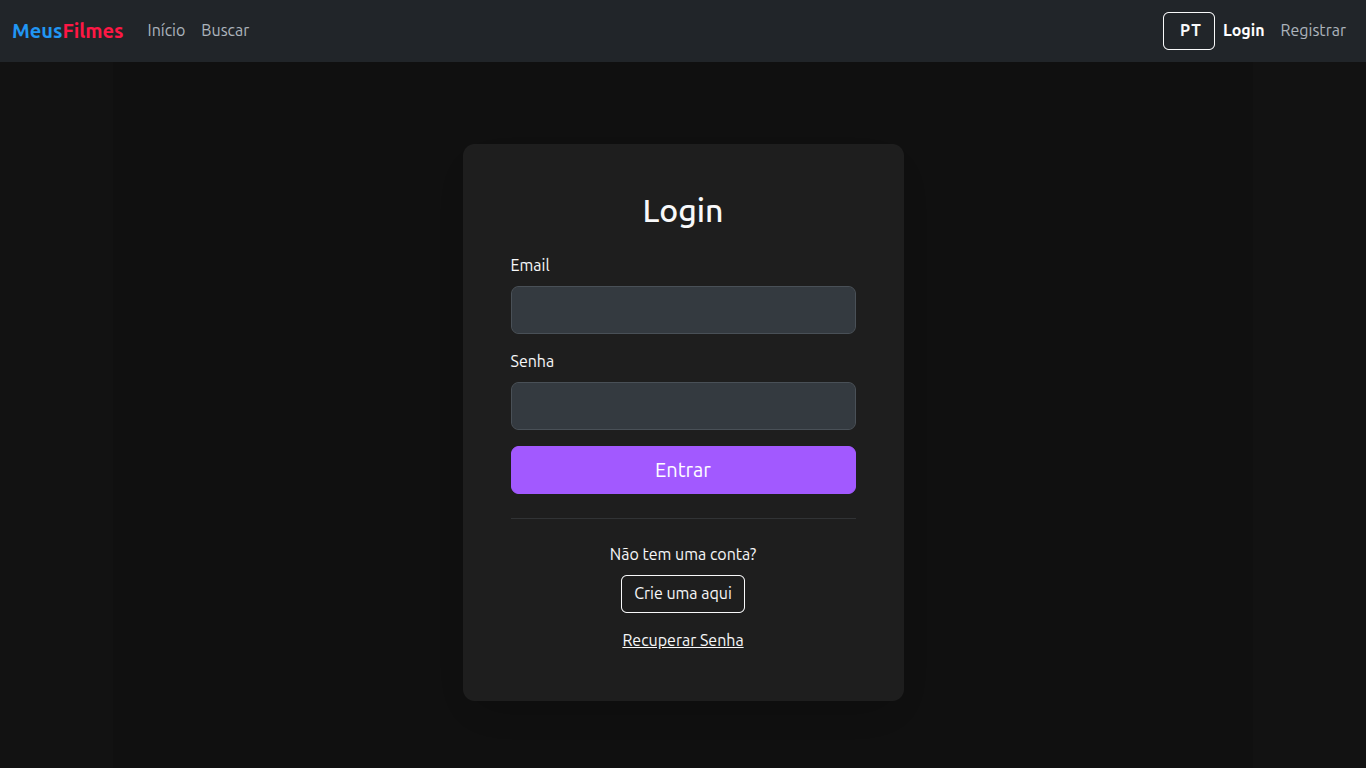 MeusFilmes Início Buscar PT Login Registrar
Login
Email
Senha
Entrar
Não tem uma conta?
Crie uma aqui
Recuperar Senha